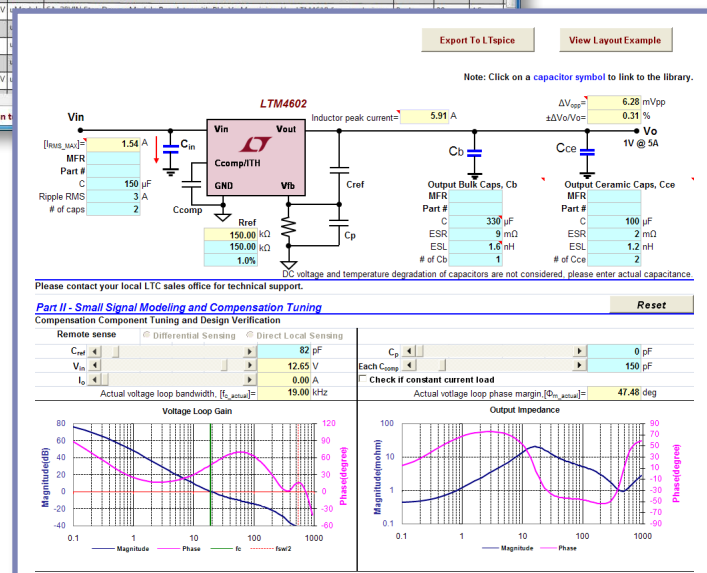 Export To LTspice View Layout Example
Note: Click on a capacitor symbol to link to the library.
LTM4602
ΔVopp= 6.28 mVpp
Inductor peak current= 5.91 A ±ΔVo/Vo= 0.31 %
Vin Vo
1V @ 5A
[IRMS_MAX]= 1.54 A Cin Vin Vout Cb Cce
MFR
Part # Ccomp/ITH
C 150 µF GND Vfb Cref
Ripple RMS 3 A
# of caps 2 Ccomp Cp
Rref
150.00 kΩ
150.00 kΩ
1.0%
Output Bulk Caps, Cb Output Ceramic Caps, Cce
MFR MFR
Part # Part #
C 330 µF C 100 µF
ESR 9 mΩ ESR 2 mΩ
ESL 1.6 nH ESL 1.2 nH
# of Cb 1 # of Cce 2
DC voltage and temperature degradation of capacitors are not considered, please enter actual capacitance.
Please contact your local LTC sales office for technical support.
Part II - Small Signal Modeling and Compensation Tuning Reset
Compensation Component Tuning and Design Verification
Remote sense Differential Sensing Direct Local Sensing
Cref 82 pF Cp 0 pF
Vin 12.65 V Each Ccomp 150 pF
Io 0.00 A Check if constant current load
Actual voltage loop bandwidth, [fc_actual]= 19.00 kHz Actual voltage loop phase margin,[Φm_actual]= 47.48 deg
Voltage Loop Gain Output Impedance
Magnitude(dB)
80
60
40
20
0
-20
-40
120
90
60
30
0
-30
-60
Phase(degree)
0.1 1 10 100 1000
Magnitude Phase fc fsw/2
Magnitude(mohm)
100
10
1
0.1
90
70
50
30
10
-10
-30
-50
-70
-90
Phase(degree)
0.1 1 10 100 1000
Magnitude Phase